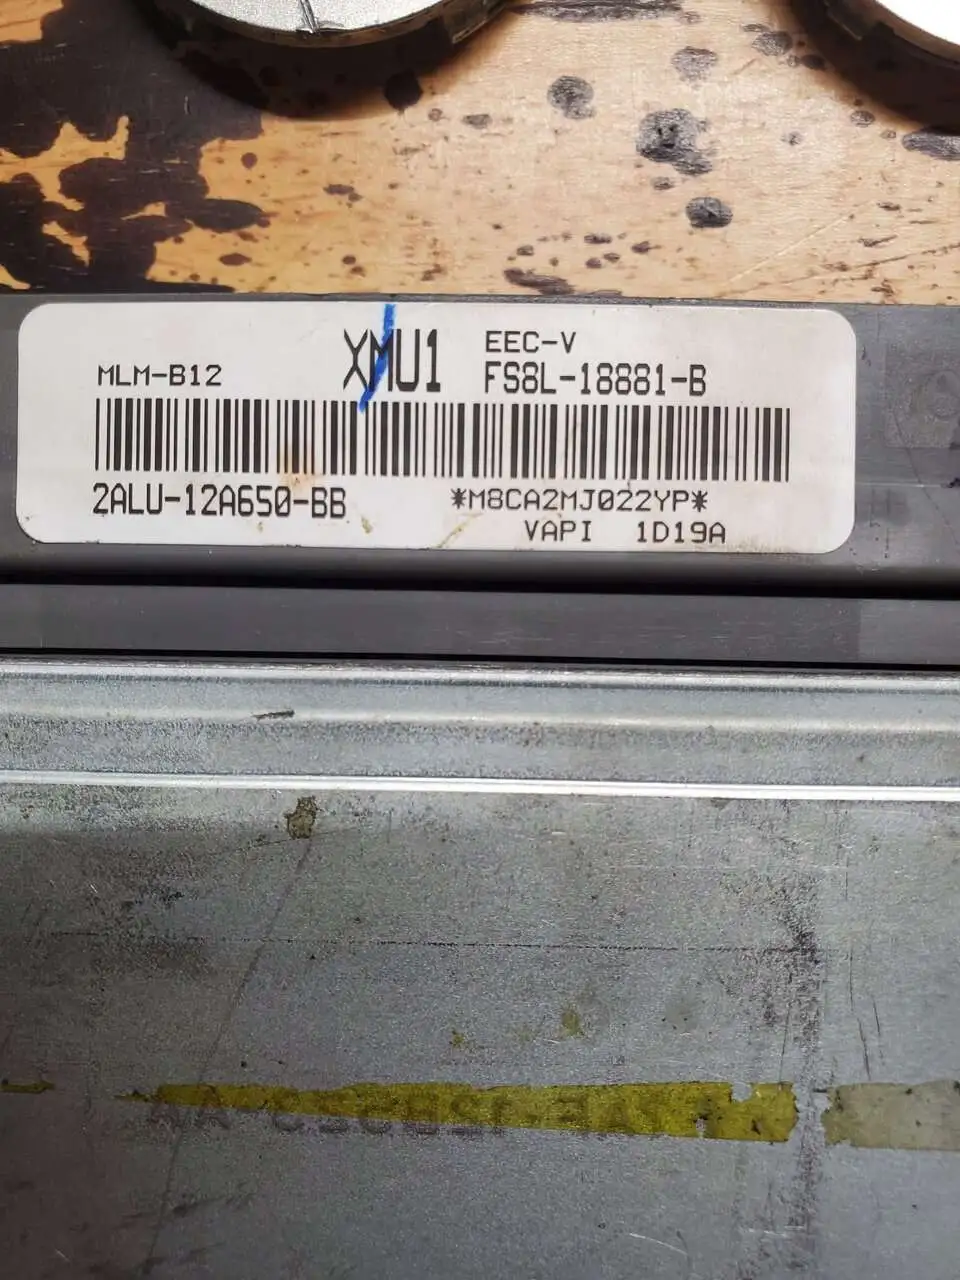 EEC-V
MLM-B12 XMU1 FS8L-18881-B
2ALU-12A650-BB *M8CA2MJ022YP*
VAPI 1D19A